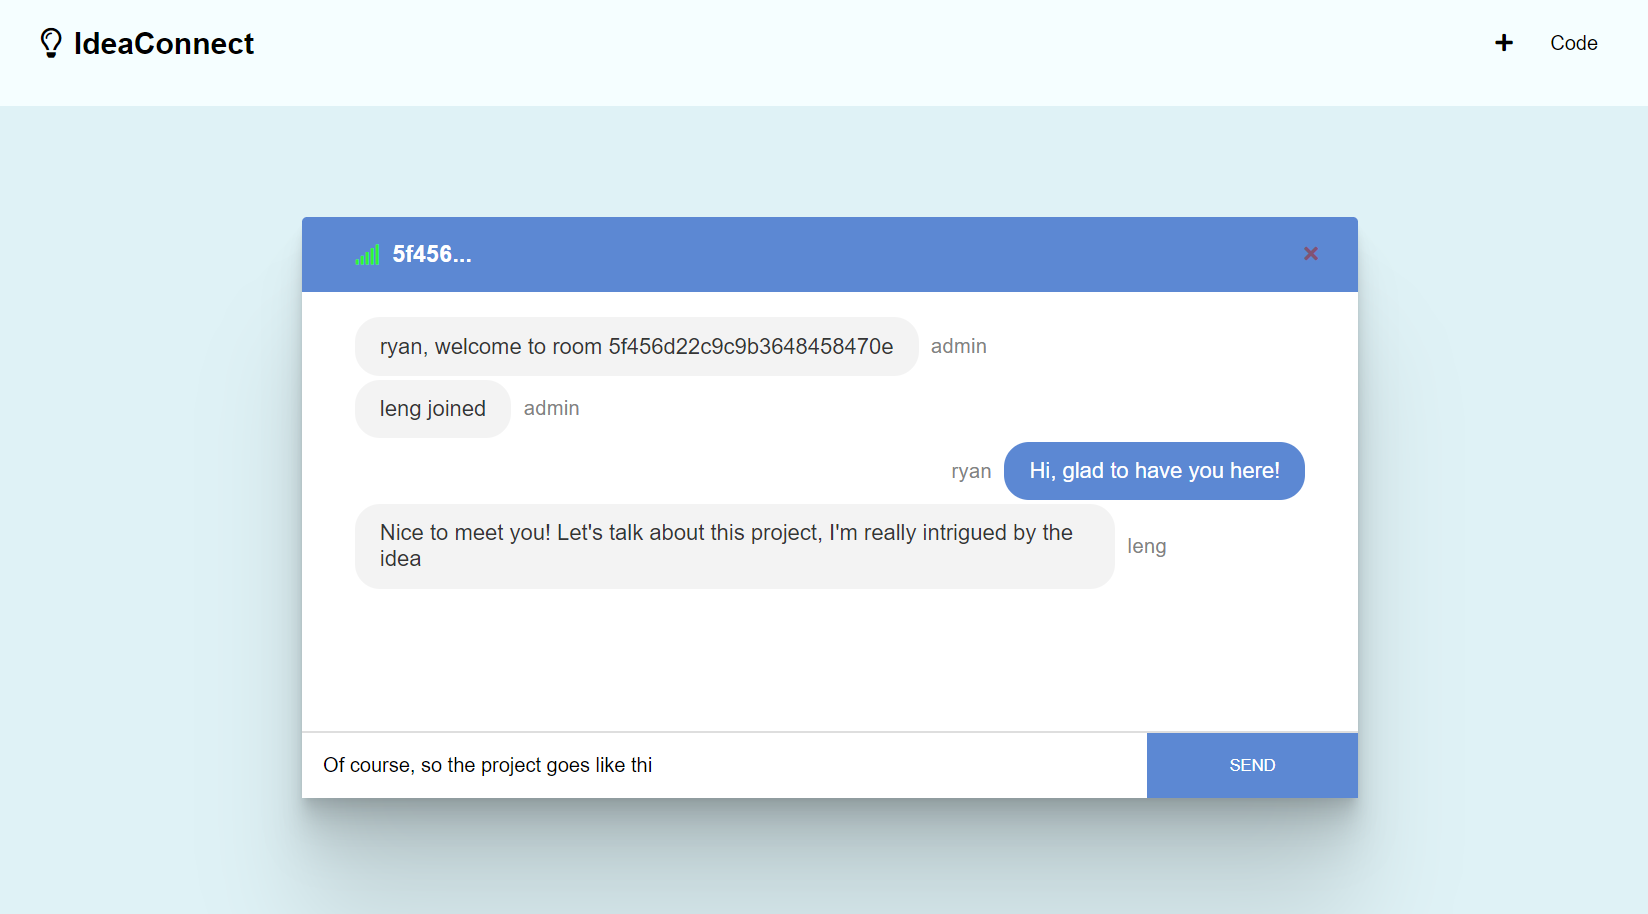 IdeaConnect
Code
5f456...
ryan, welcome to room 5f456d22c9c9b3648458470e
admin
leng joined
admin
ryan
Hi, glad to have you here!
Nice to meet you! Let's talk about this project, I'm really intrigued by the
idea
leng
Of course, so the project goes like thi
SEND